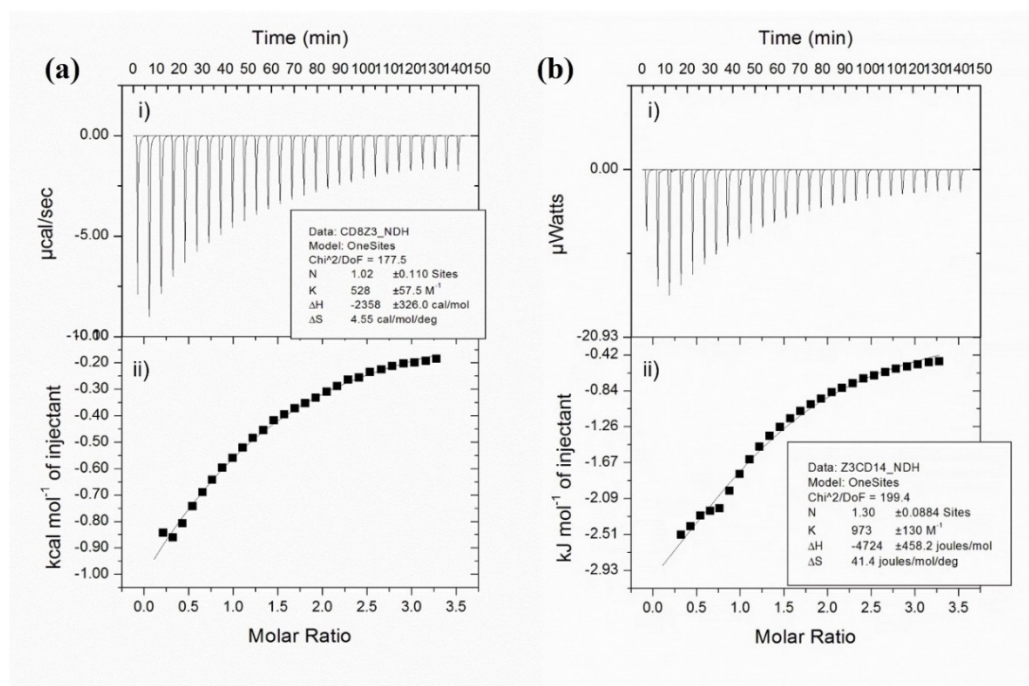 (a)
Time (min)
0 10 20 30 40 50 60 70 80 90 100 110 120 130 140 150
i)
0.00
-5.00
-10.00
µcal/sec
Data: CD8Z3_NDH
Model: OneSites
Chi^2/DoF = 177.5
N 1.02 ±0.110 Sites
K 528 ±57.5 M⁻¹
ΔH -2358 ±326.0 cal/mol
ΔS 4.55 cal/mol/deg
ii)
-0.20
-0.30
-0.40
-0.50
-0.60
-0.70
-0.80
-0.90
-1.00
kcal mol⁻¹ of injectant
0.0 0.5 1.0 1.5 2.0 2.5 3.0 3.5
Molar Ratio
(b)
Time (min)
0 10 20 30 40 50 60 70 80 90 100 110 120 130 140 150
i)
0.00
-20.93
µWatts
ii)
-0.42
-0.84
-1.26
-1.67
-2.09
-2.51
-2.93
kJ mol⁻¹ of injectant
Data: Z3CD14_NDH
Model: OneSites
Chi^2/DoF = 199.4
N 1.30 ±0.0884 Sites
K 973 ±130 M⁻¹
ΔH -4724 ±458.2 joules/mol
ΔS 41.4 joules/mol/deg
0.0 0.5 1.0 1.5 2.0 2.5 3.0 3.5
Molar Ratio